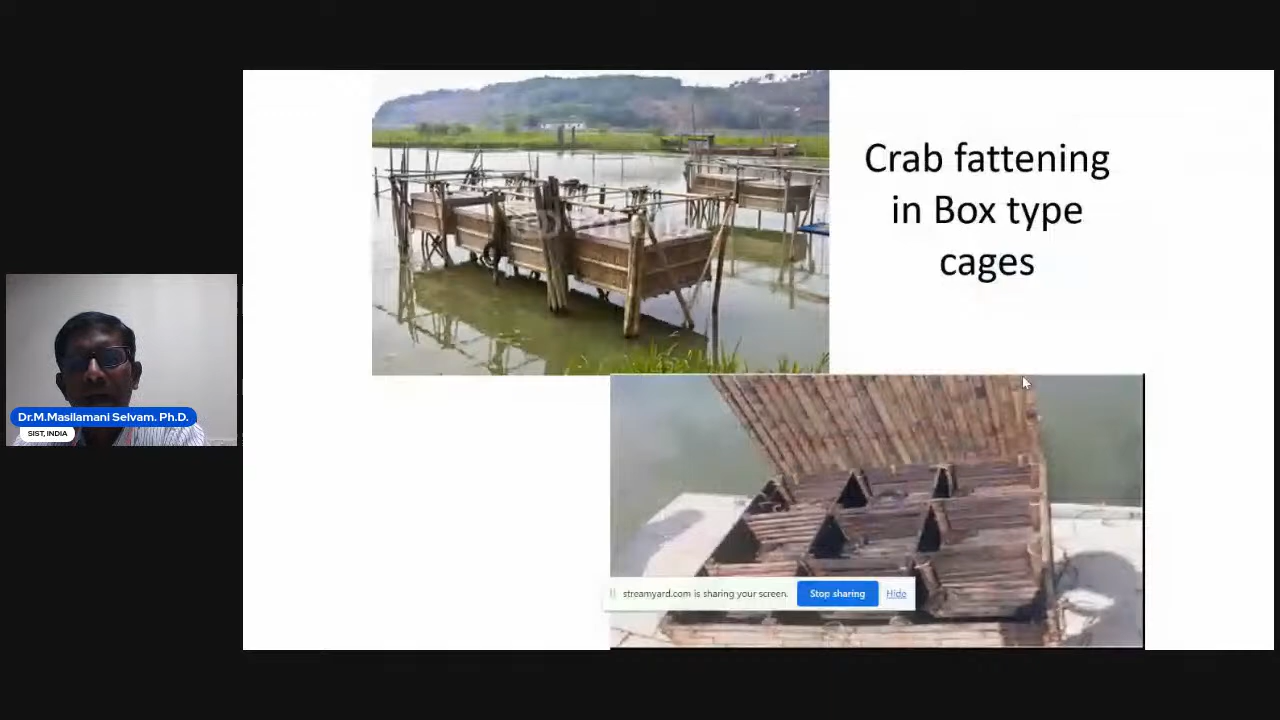 Crab fattening
in Box type
cages
Dr.M.Masilamani Selvam. Ph.D.
SIST, INDIA
streamyard.com is sharing your screen.
Stop sharing
Hide